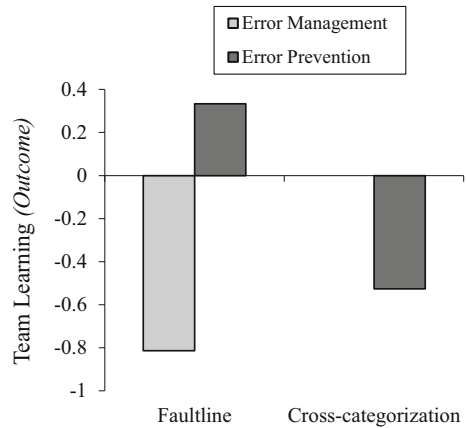 Error Management
Error Prevention
Team Learning (Outcome)
0.4
0.2
0
-0.2
-0.4
-0.6
-0.8
-1
Faultline
Cross-categorization